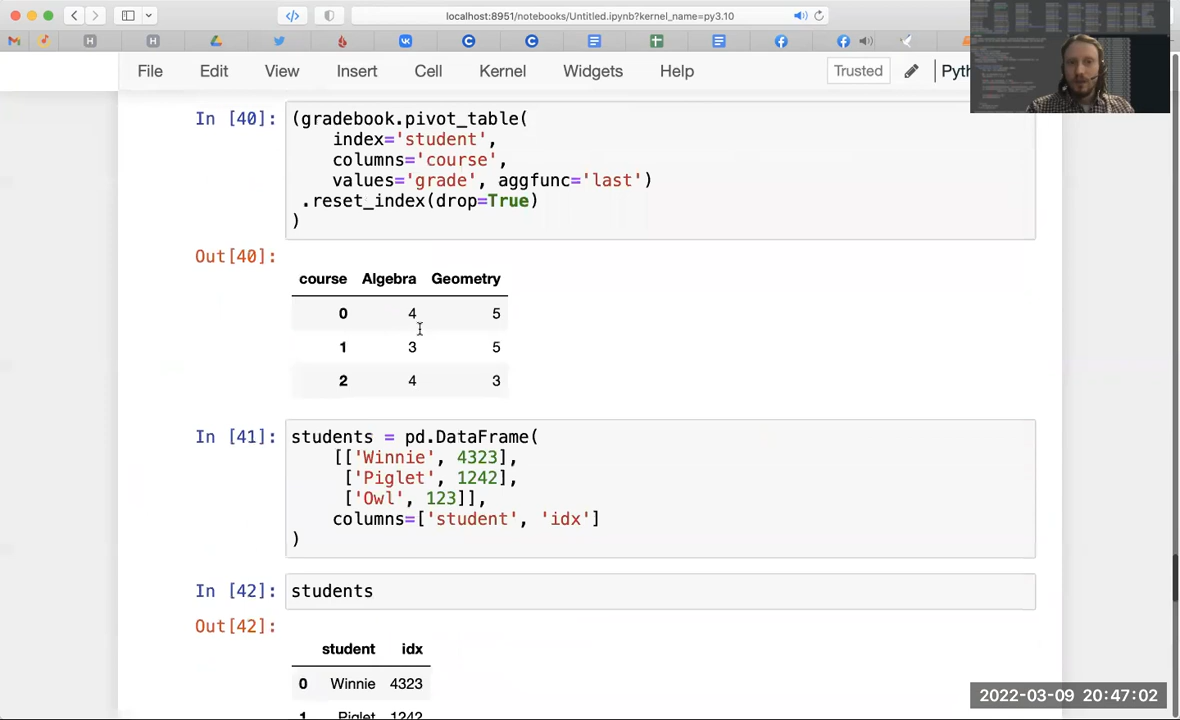 localhost:8951/notebooks/Untitled.ipynb?kernel_name=py3.10
File Edit View Insert Cell Kernel Widgets Help Trusted
In [40]: (gradebook.pivot_table(
index='student',
columns='course',
values='grade', aggfunc='last')
.reset_index(drop=True)
)
Out[40]:
course Algebra Geometry
0 4 5
1 3 5
2 4 3
In [41]: students = pd.DataFrame(
[['Winnie', 4323],
['Piglet', 1242],
['Owl', 123]],
columns=['student', 'idx']
)
In [42]: students
Out[42]:
student idx
0 Winnie 4323
1 Piglet 1242
2022-03-09 20:47:02